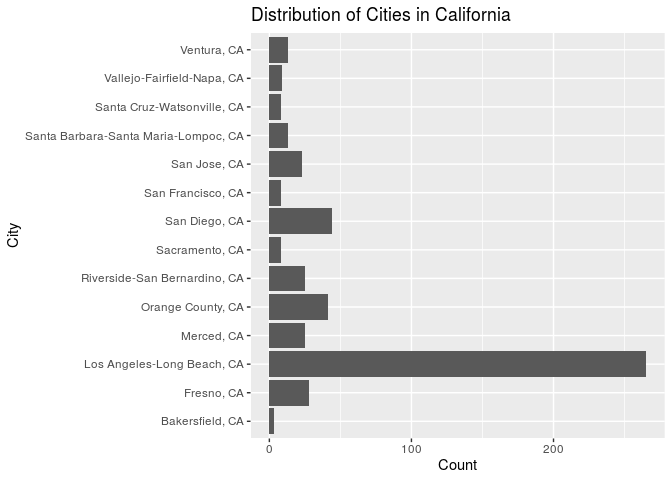 Distribution of Cities in California
Ventura, CA
Vallejo-Fairfield-Napa, CA
Santa Cruz-Watsonville, CA
Santa Barbara-Santa Maria-Lompoc, CA
San Jose, CA
San Francisco, CA
San Diego, CA
Sacramento, CA
Riverside-San Bernardino, CA
Orange County, CA
Merced, CA
Los Angeles-Long Beach, CA
Fresno, CA
Bakersfield, CA
City
0 100 200
Count